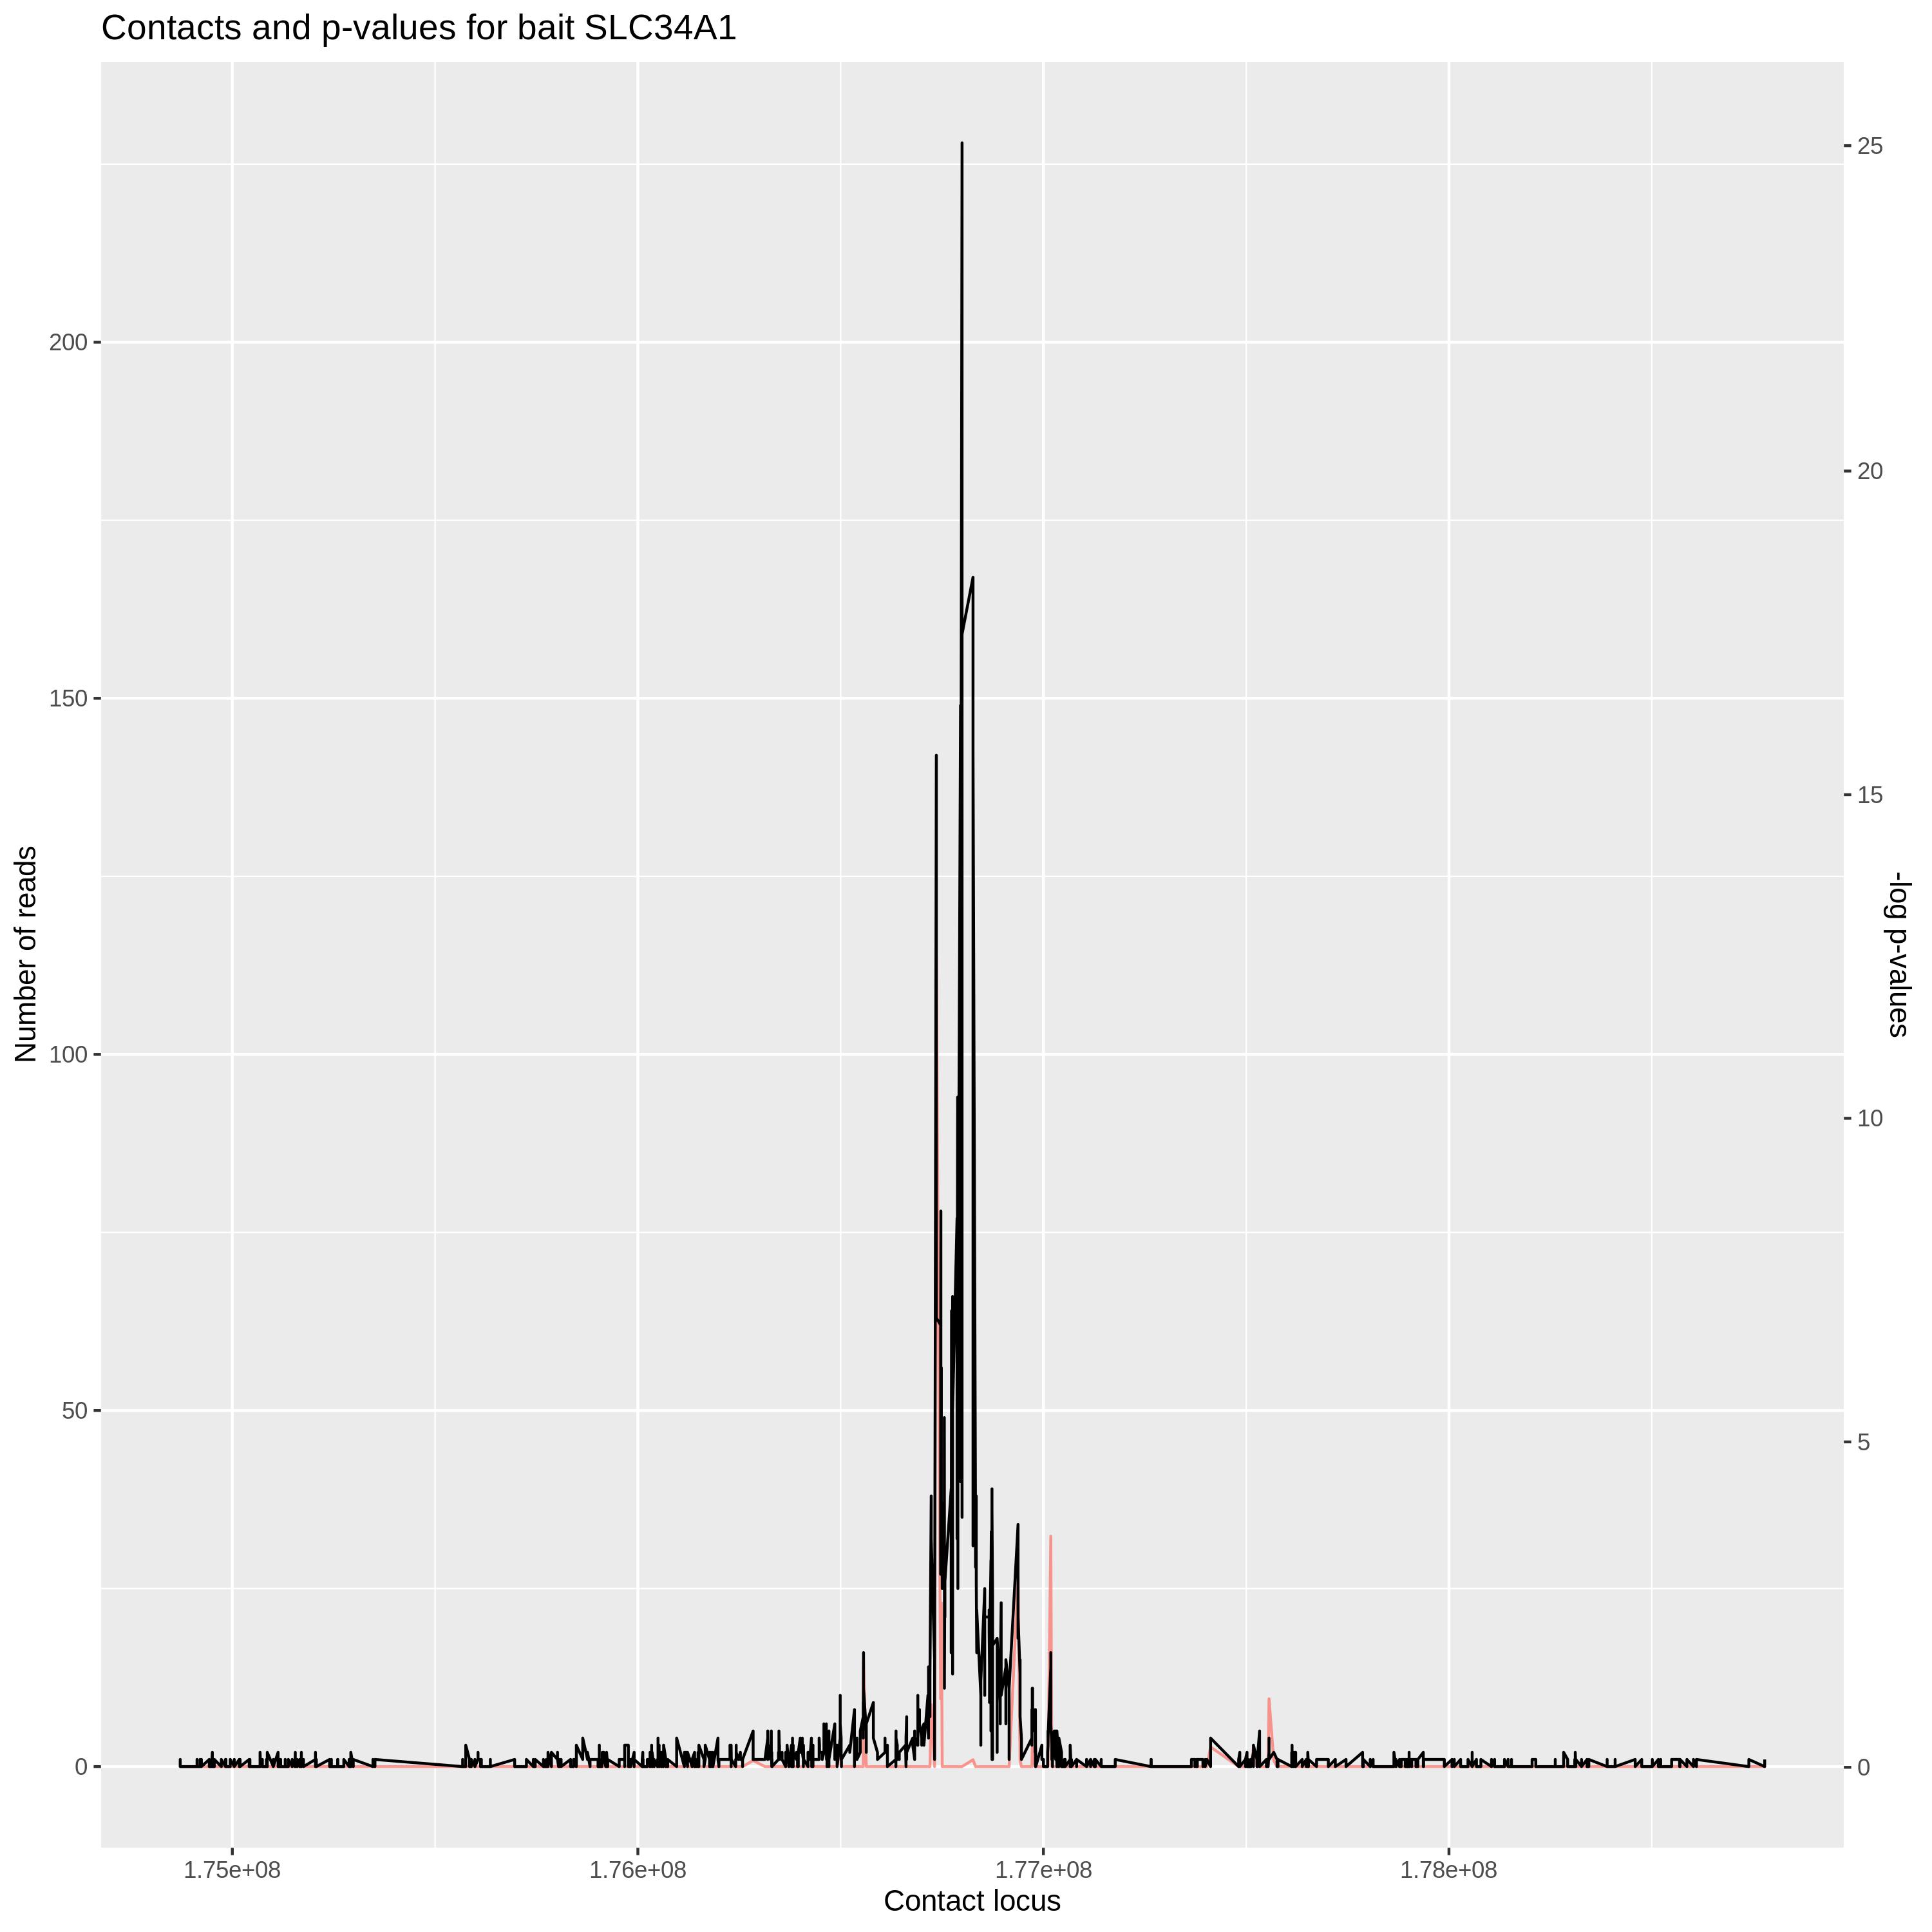 Contacts and p-values for bait SLC34A1
Number of reads
200
150
100
50
0
25
20
15
10
5
0
-log p-values
1.75e+08 1.76e+08 1.77e+08 1.78e+08
Contact locus